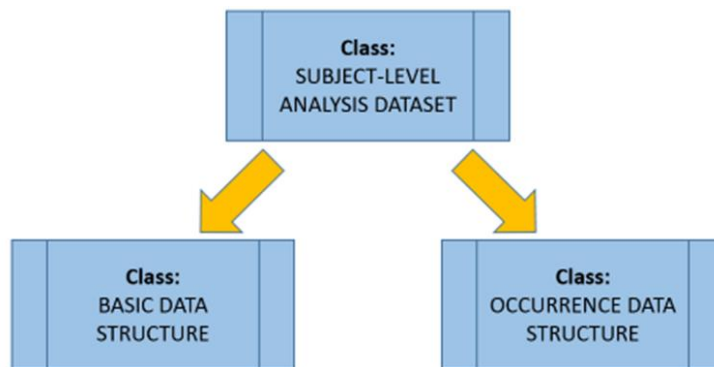 Class:
SUBJECT-LEVEL
ANALYSIS DATASET
Class:
BASIC DATA
STRUCTURE
Class:
OCCURRENCE DATA
STRUCTURE